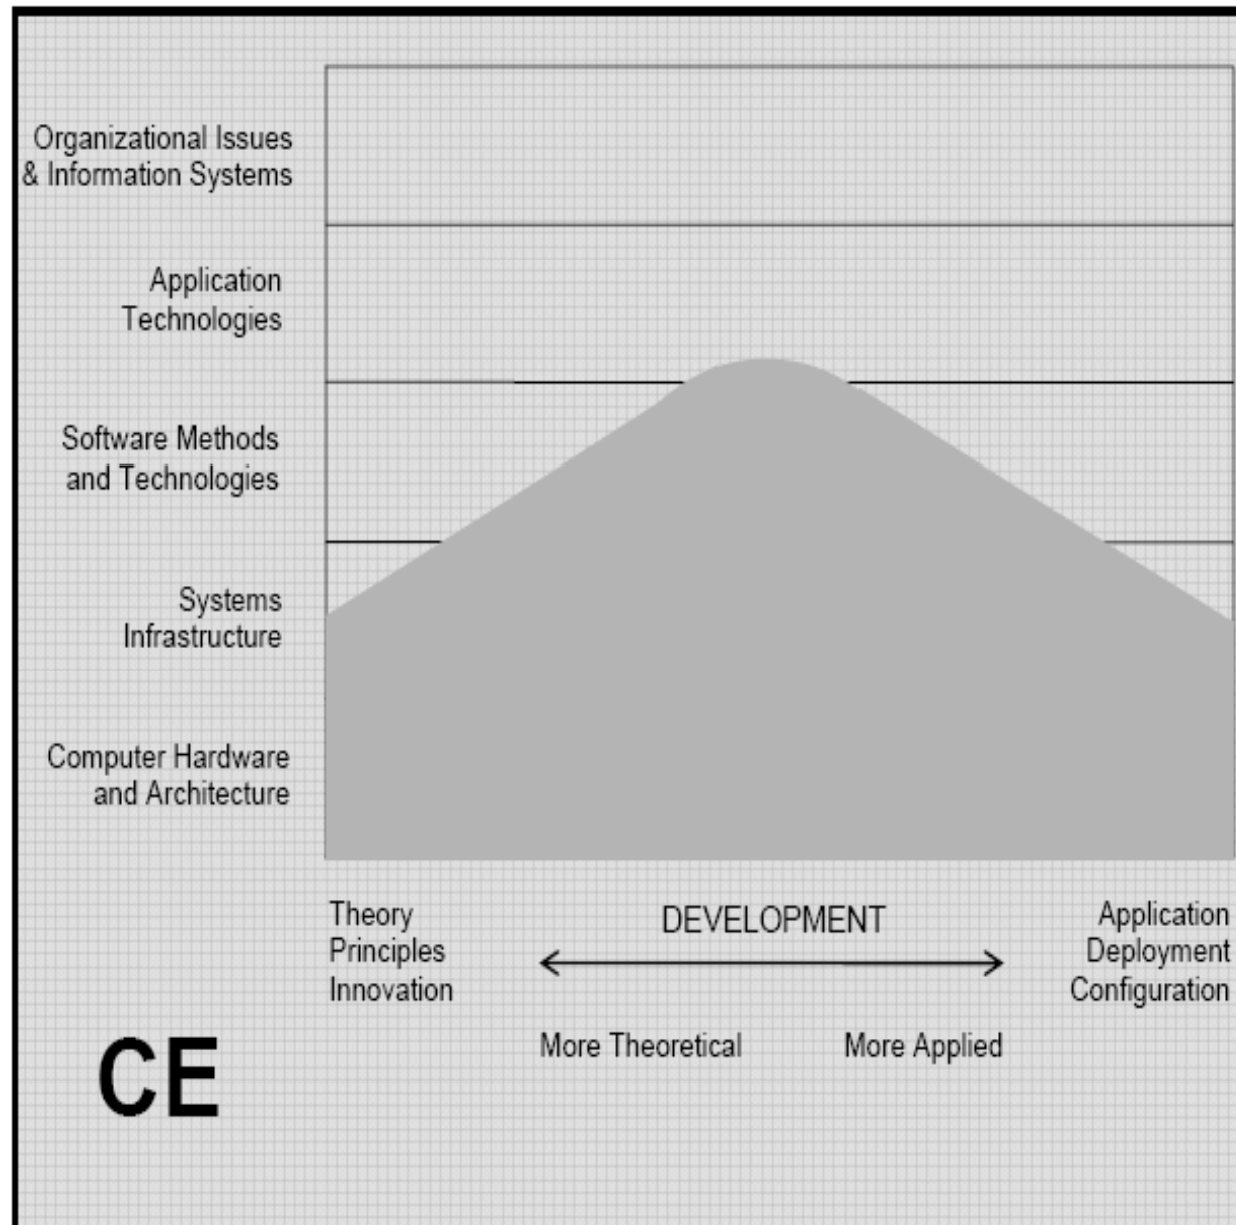 Organizational Issues
& Information Systems
Application
Technologies
Software Methods
and Technologies
Systems
Infrastructure
Computer Hardware
and Architecture
Theory
Principles
Innovation
DEVELOPMENT
Application
Deployment
Configuration
More Theoretical
More Applied
CE